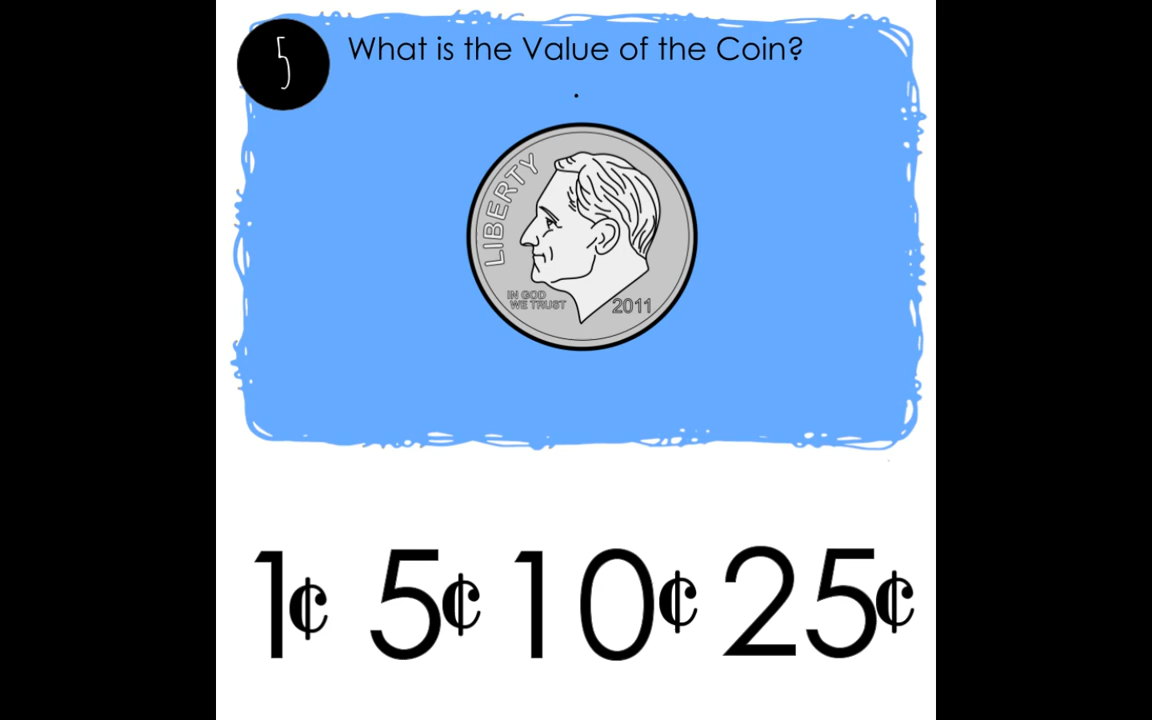 5
What is the Value of the Coin?
.
LIBERTY
IN GOD
WE TRUST
2011
1¢ 5¢ 10¢ 25¢